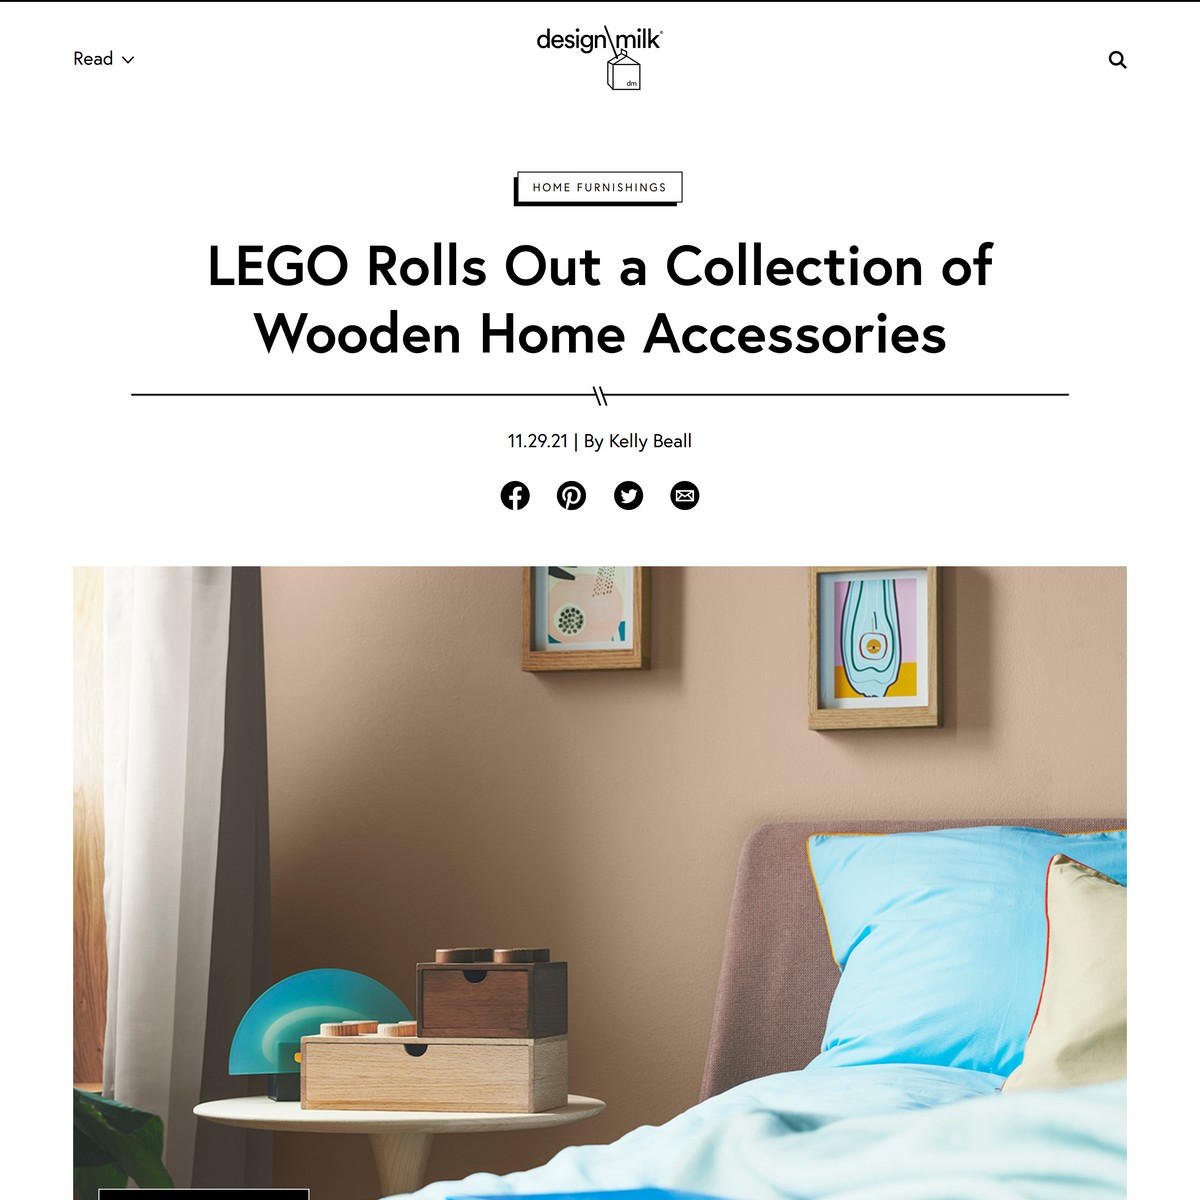 Read
design milk
dm
HOME FURNISHINGS
LEGO Rolls Out a Collection of
Wooden Home Accessories
11.29.21 | By Kelly Beall